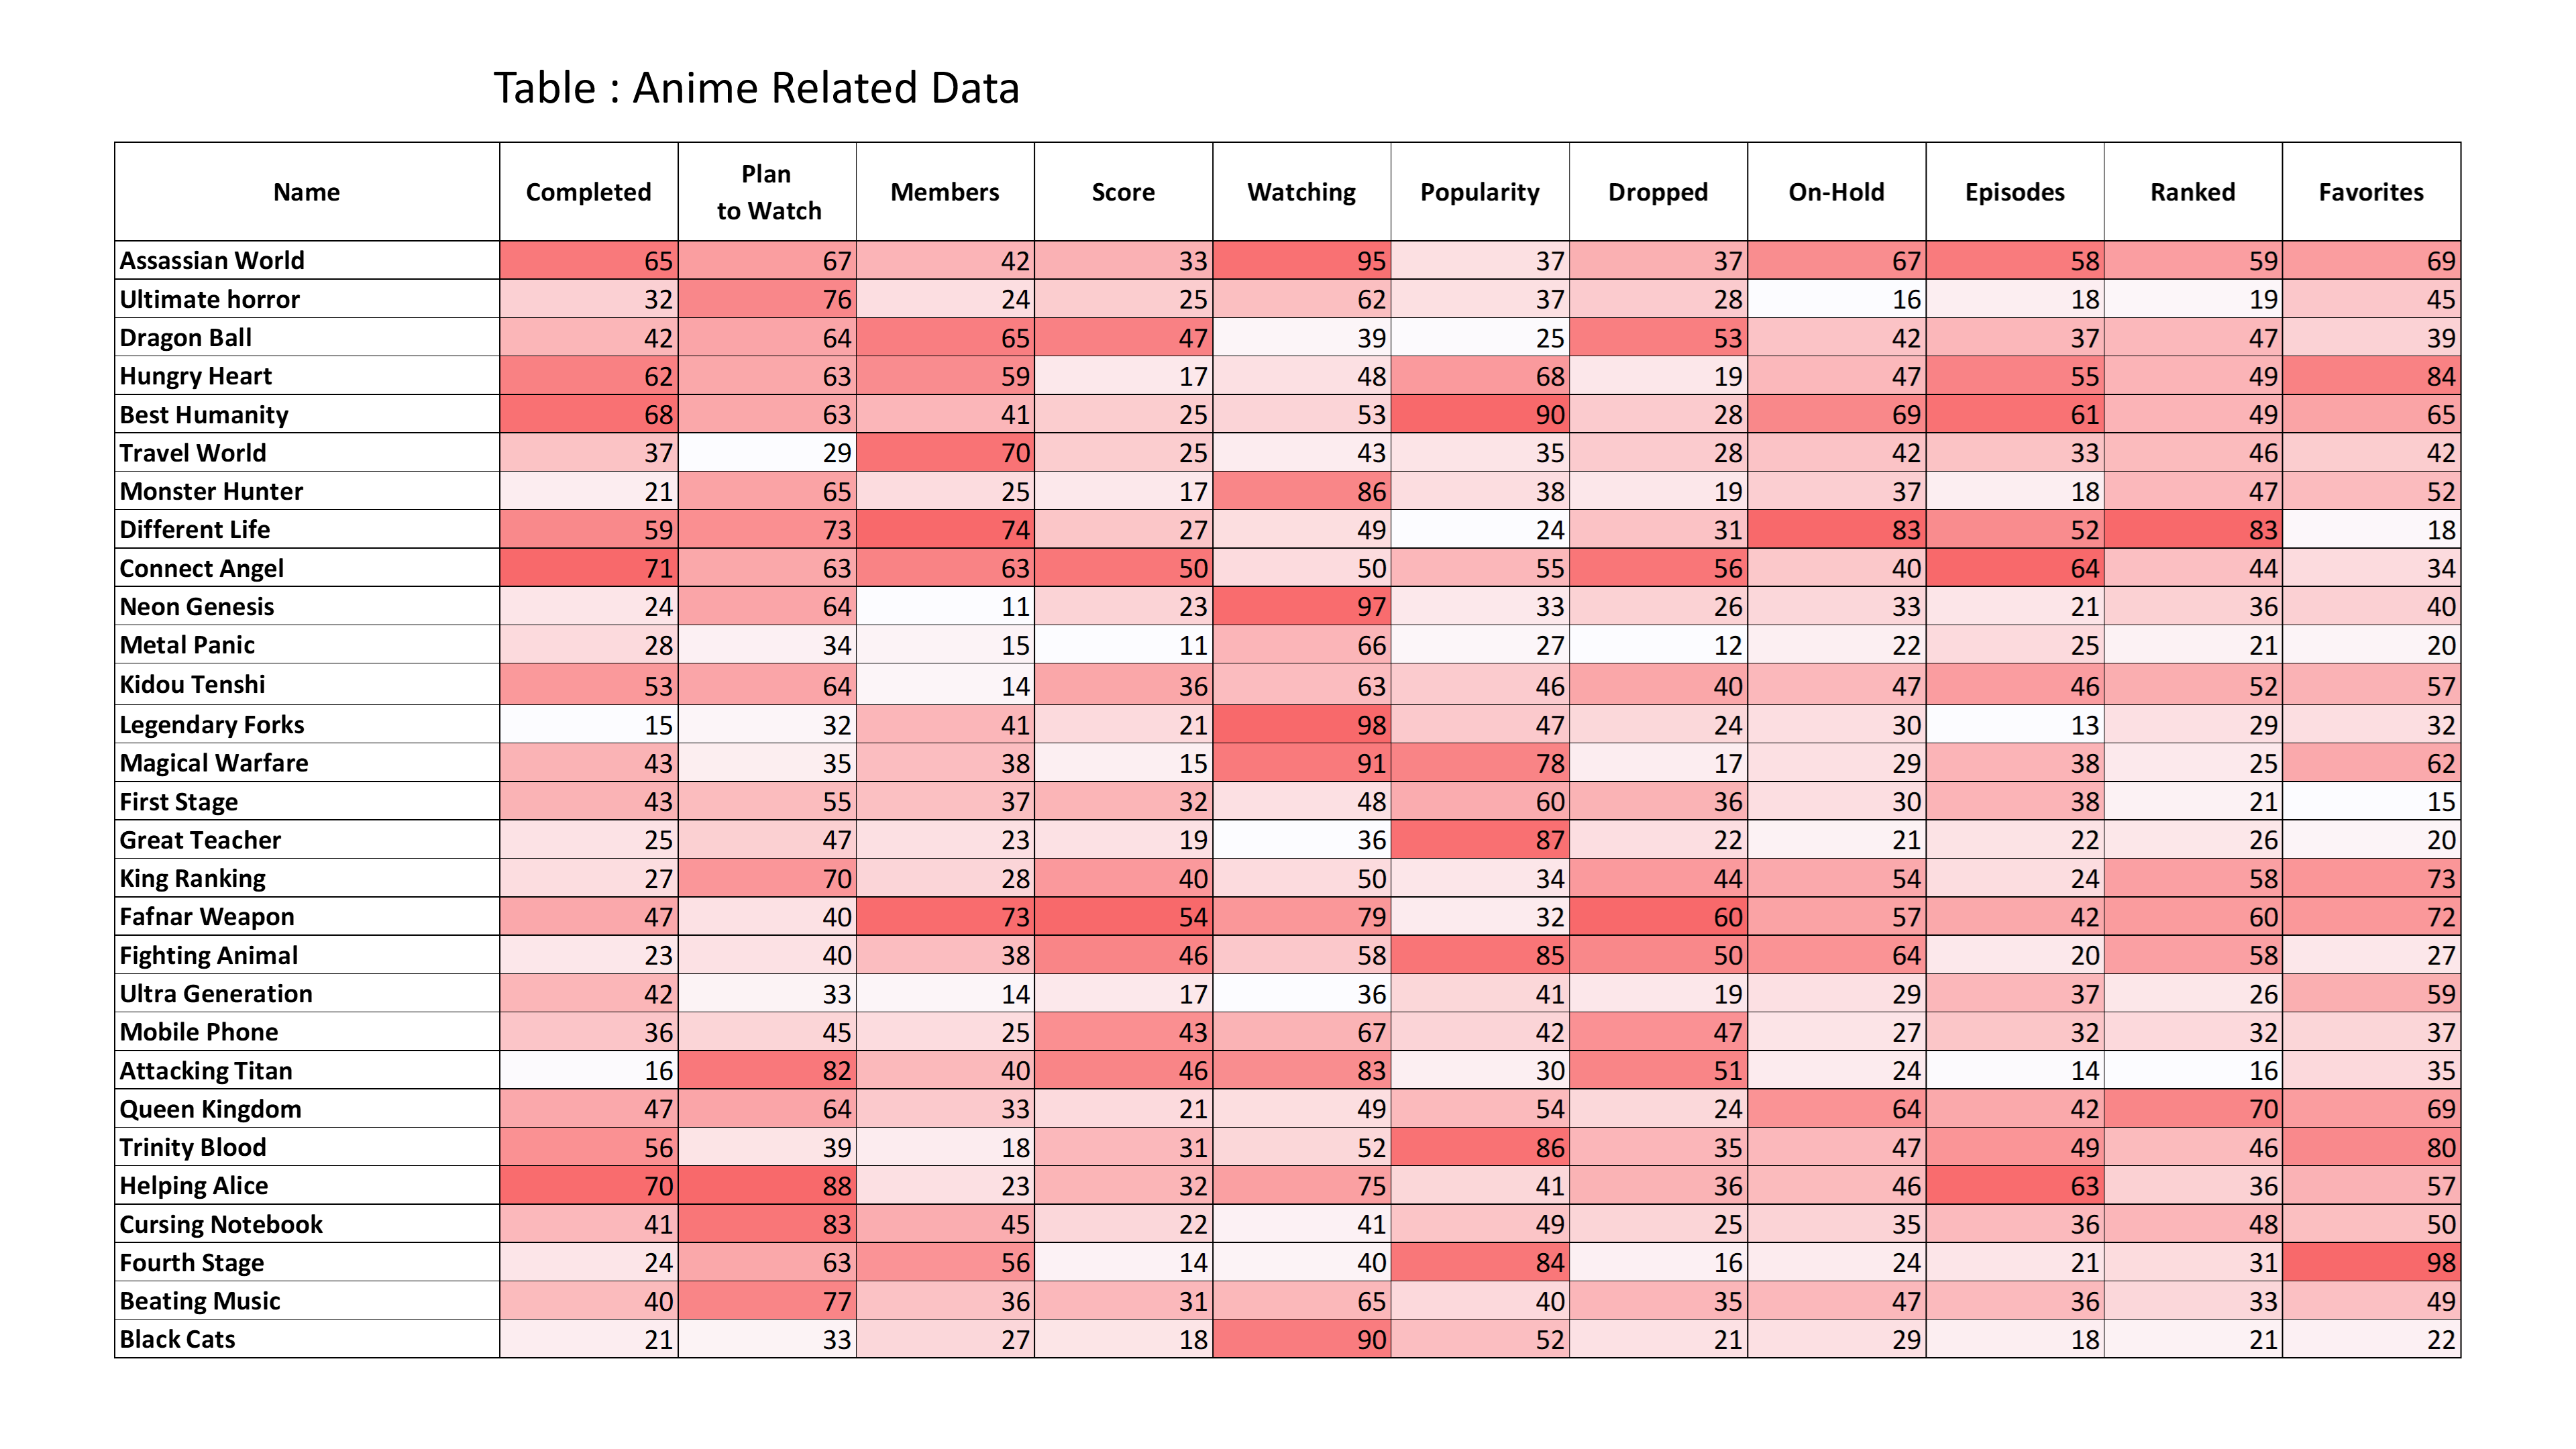 Table : Anime Related Data
Name Completed Plan to Watch Members Score Watching Popularity Dropped On-Hold Episodes Ranked Favorites
Assassian World 65 67 42 33 95 37 37 67 58 59 69
Ultimate horror 32 76 24 25 62 37 28 16 18 19 45
Dragon Ball 42 64 65 47 39 25 53 42 37 47 39
Hungry Heart 62 63 59 17 48 68 19 47 55 49 84
Best Humanity 68 63 41 25 53 90 28 69 61 49 65
Travel World 37 29 70 25 43 35 28 42 33 46 42
Monster Hunter 21 65 25 17 86 38 19 37 18 47 52
Different Life 59 73 74 27 49 24 31 83 52 83 18
Connect Angel 71 63 63 50 50 55 56 40 64 44 34
Neon Genesis 24 64 11 23 97 33 26 33 21 36 40
Metal Panic 28 34 15 11 66 27 12 22 25 21 20
Kidou Tenshi 53 64 14 36 63 46 40 47 46 52 57
Legendary Forks 15 32 41 21 98 47 24 30 13 29 32
Magical Warfare 43 35 38 15 91 78 17 29 38 25 62
First Stage 43 55 37 32 48 60 36 30 38 21 15
Great Teacher 25 47 23 19 36 87 22 21 22 26 20
King Ranking 27 70 28 40 50 34 44 54 24 58 73
Fafnar Weapon 47 40 73 54 79 32 60 57 42 60 72
Fighting Animal 23 40 38 46 58 85 50 64 20 58 27
Ultra Generation 42 33 14 17 36 41 19 29 37 26 59
Mobile Phone 36 45 25 43 67 42 47 27 32 32 37
Attacking Titan 16 82 40 46 83 30 51 24 14 16 35
Queen Kingdom 47 64 33 21 49 54 24 64 42 70 69
Trinity Blood 56 39 18 31 52 86 35 47 49 46 80
Helping Alice 70 88 23 32 75 41 36 46 63 36 57
Cursing Notebook 41 83 45 22 41 49 25 35 36 48 50
Fourth Stage 24 63 56 14 40 84 16 24 21 31 98
Beating Music 40 77 36 31 65 40 35 47 36 33 49
Black Cats 21 33 27 18 90 52 21 29 18 21 22